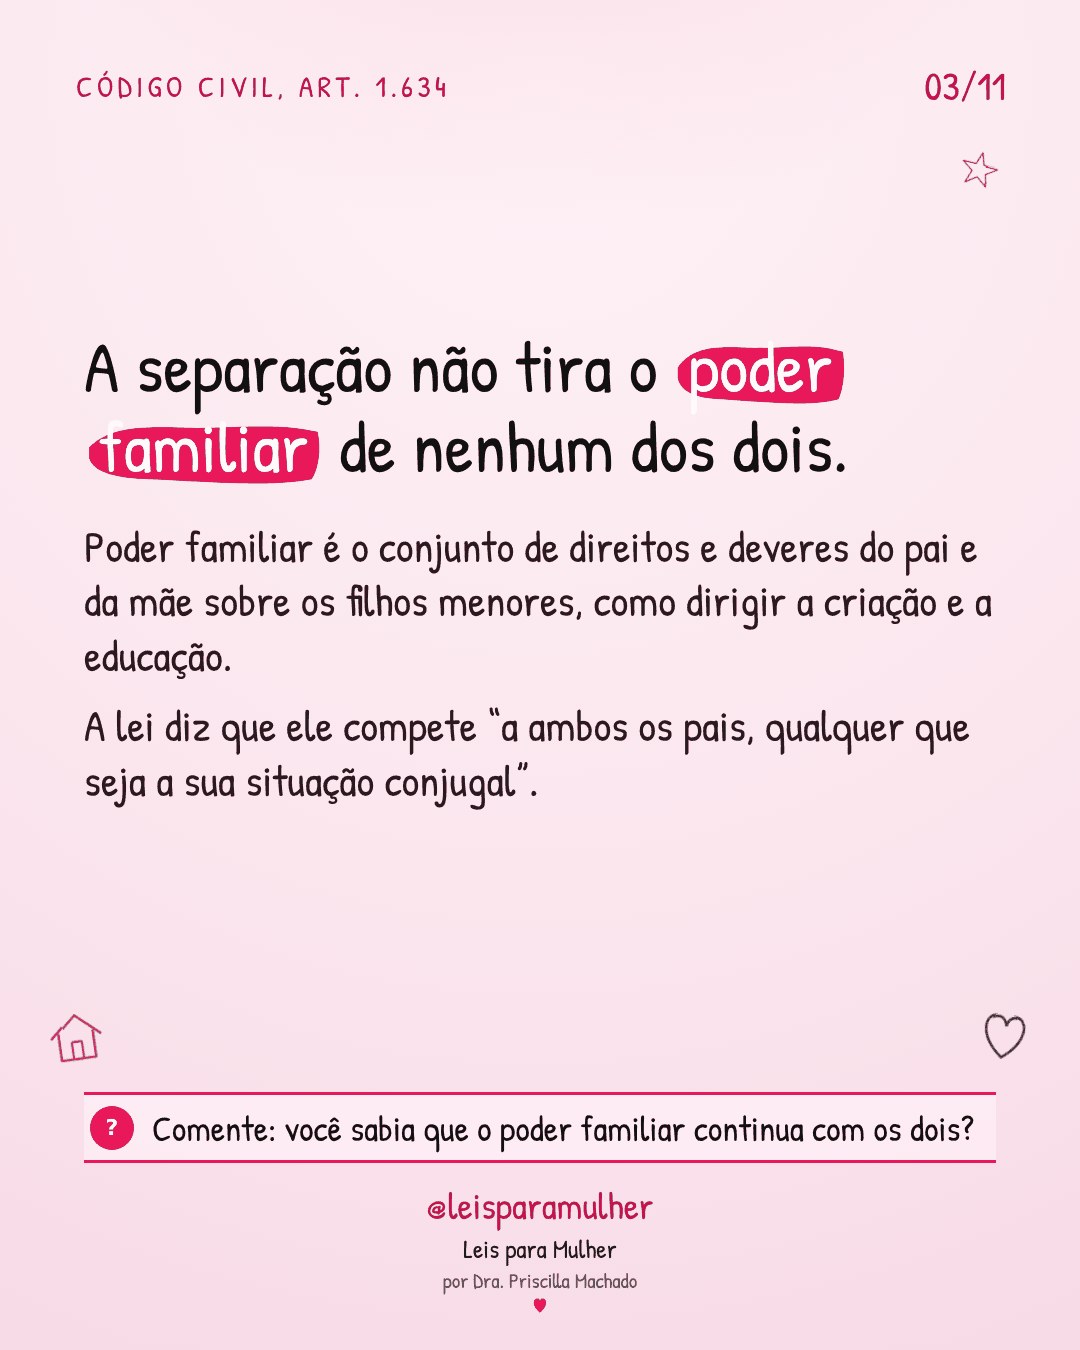 CÓDIGO CIVIL, ART. 1.634
03/11
A separação não tira o poder
familiar de nenhum dos dois.
Poder familiar é o conjunto de direitos e deveres do pai e
da mãe sobre os filhos menores, como dirigir a criação e a
educação.
A lei diz que ele compete “a ambos os pais, qualquer que
seja a sua situação conjugal”.
? Comente: você sabia que o poder familiar continua com os dois?
@leisparamulher
Leis para Mulher
por Dra. Priscilla Machado